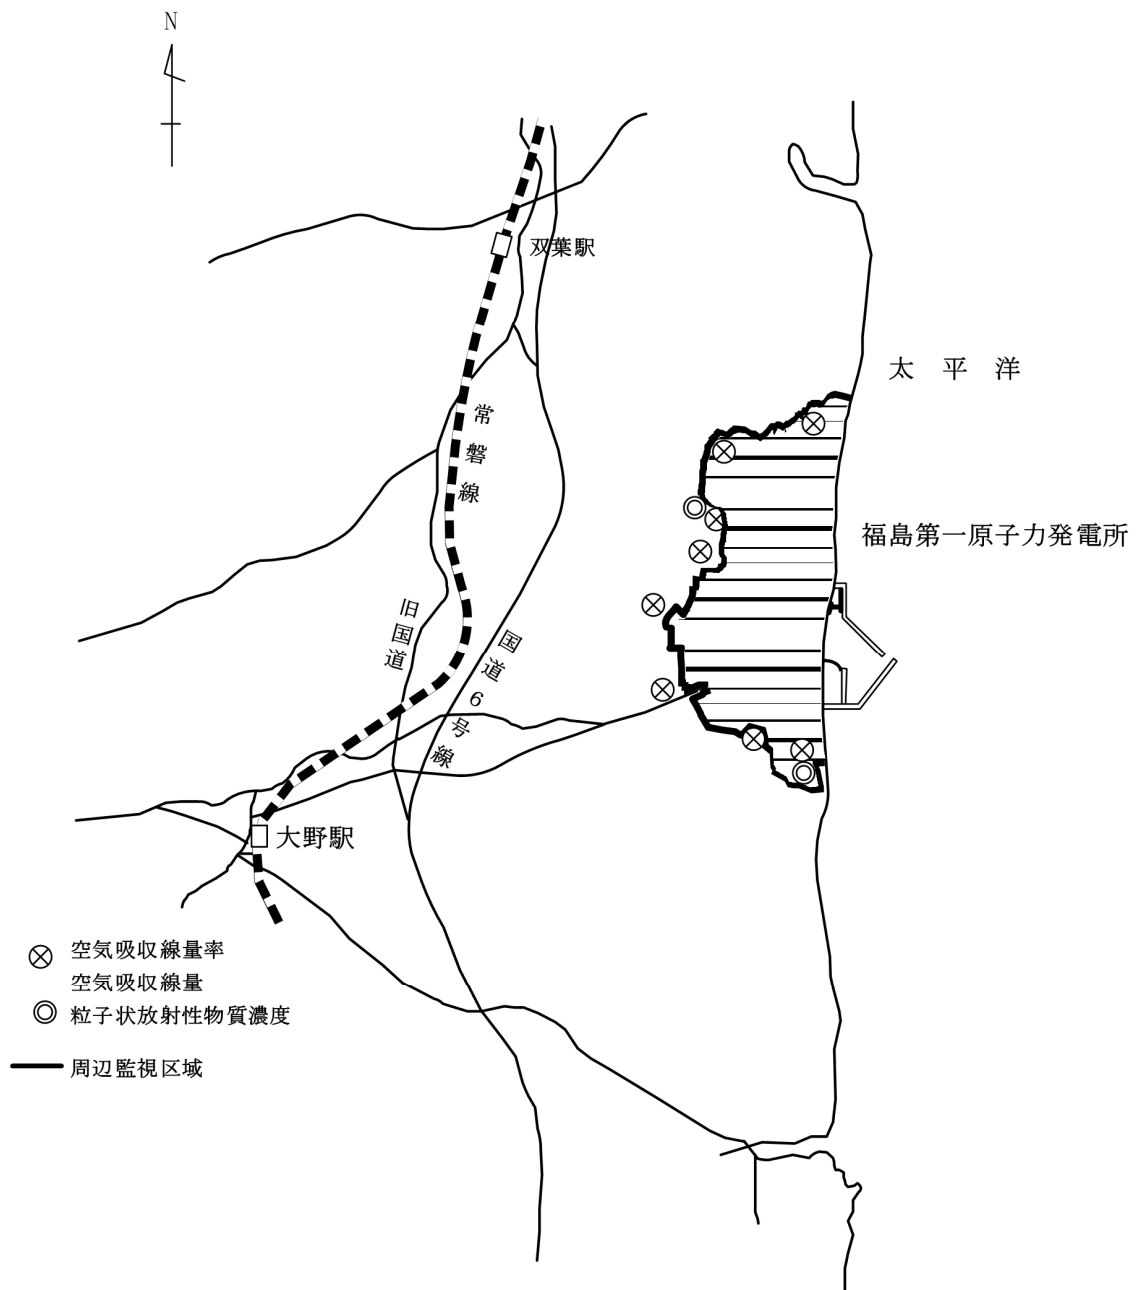 N
双葉駅
太 平 洋
常磐線
福島第一原子力発電所
旧国道
国道6号線
大野駅
空気吸収線量率
空気吸収線量
粒子状放射性物質濃度
周辺監視区域